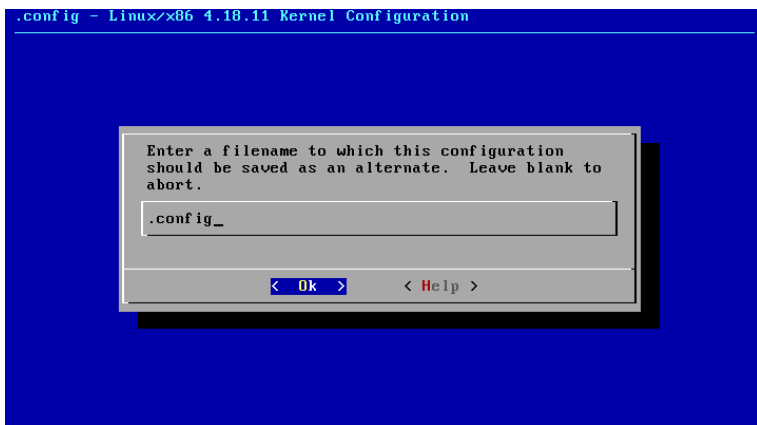 .config - Linux/x86 4.18.11 Kernel Configuration
Enter a filename to which this configuration
should be saved as an alternate.  Leave blank to
abort.
.config_
<  Ok  >      < Help >